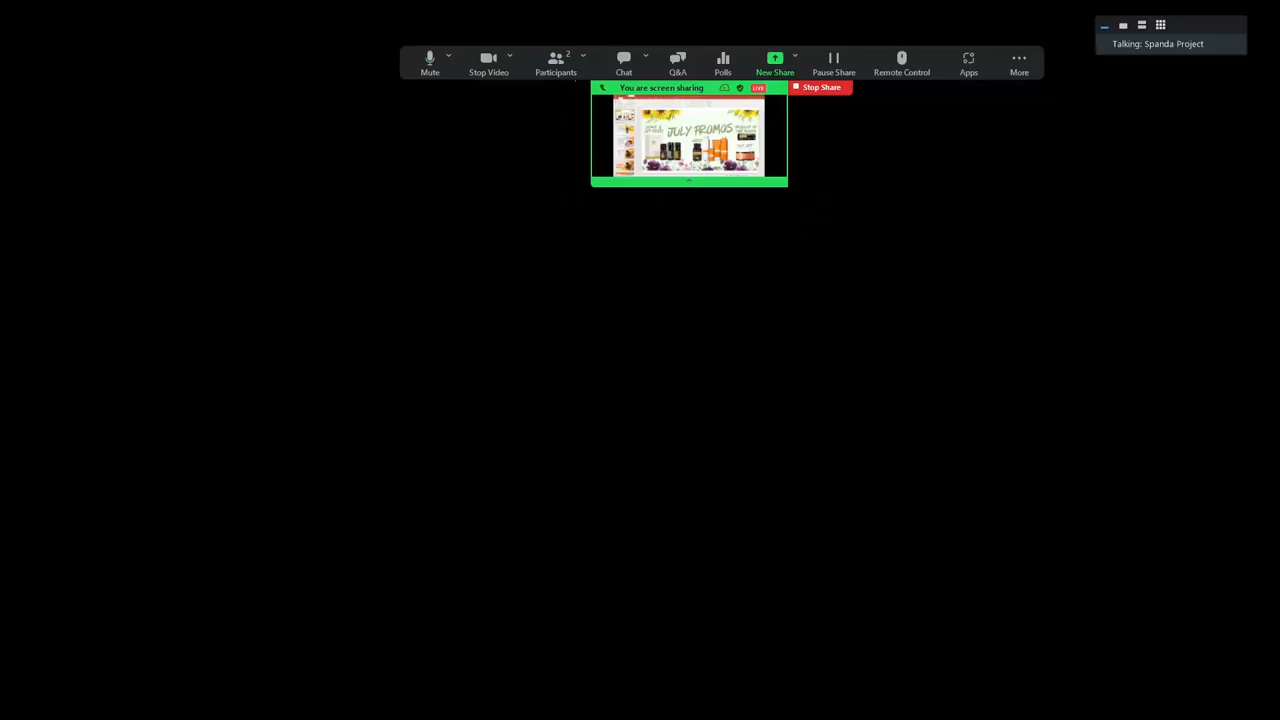 Talking: Spanda Project
2
Mute
Stop Video
Participants
Chat
Q&A
Polls
New Share
Pause Share
Remote Control
Apps
More
You are screen sharing
LIVE
Stop Share
JULY PROMOS